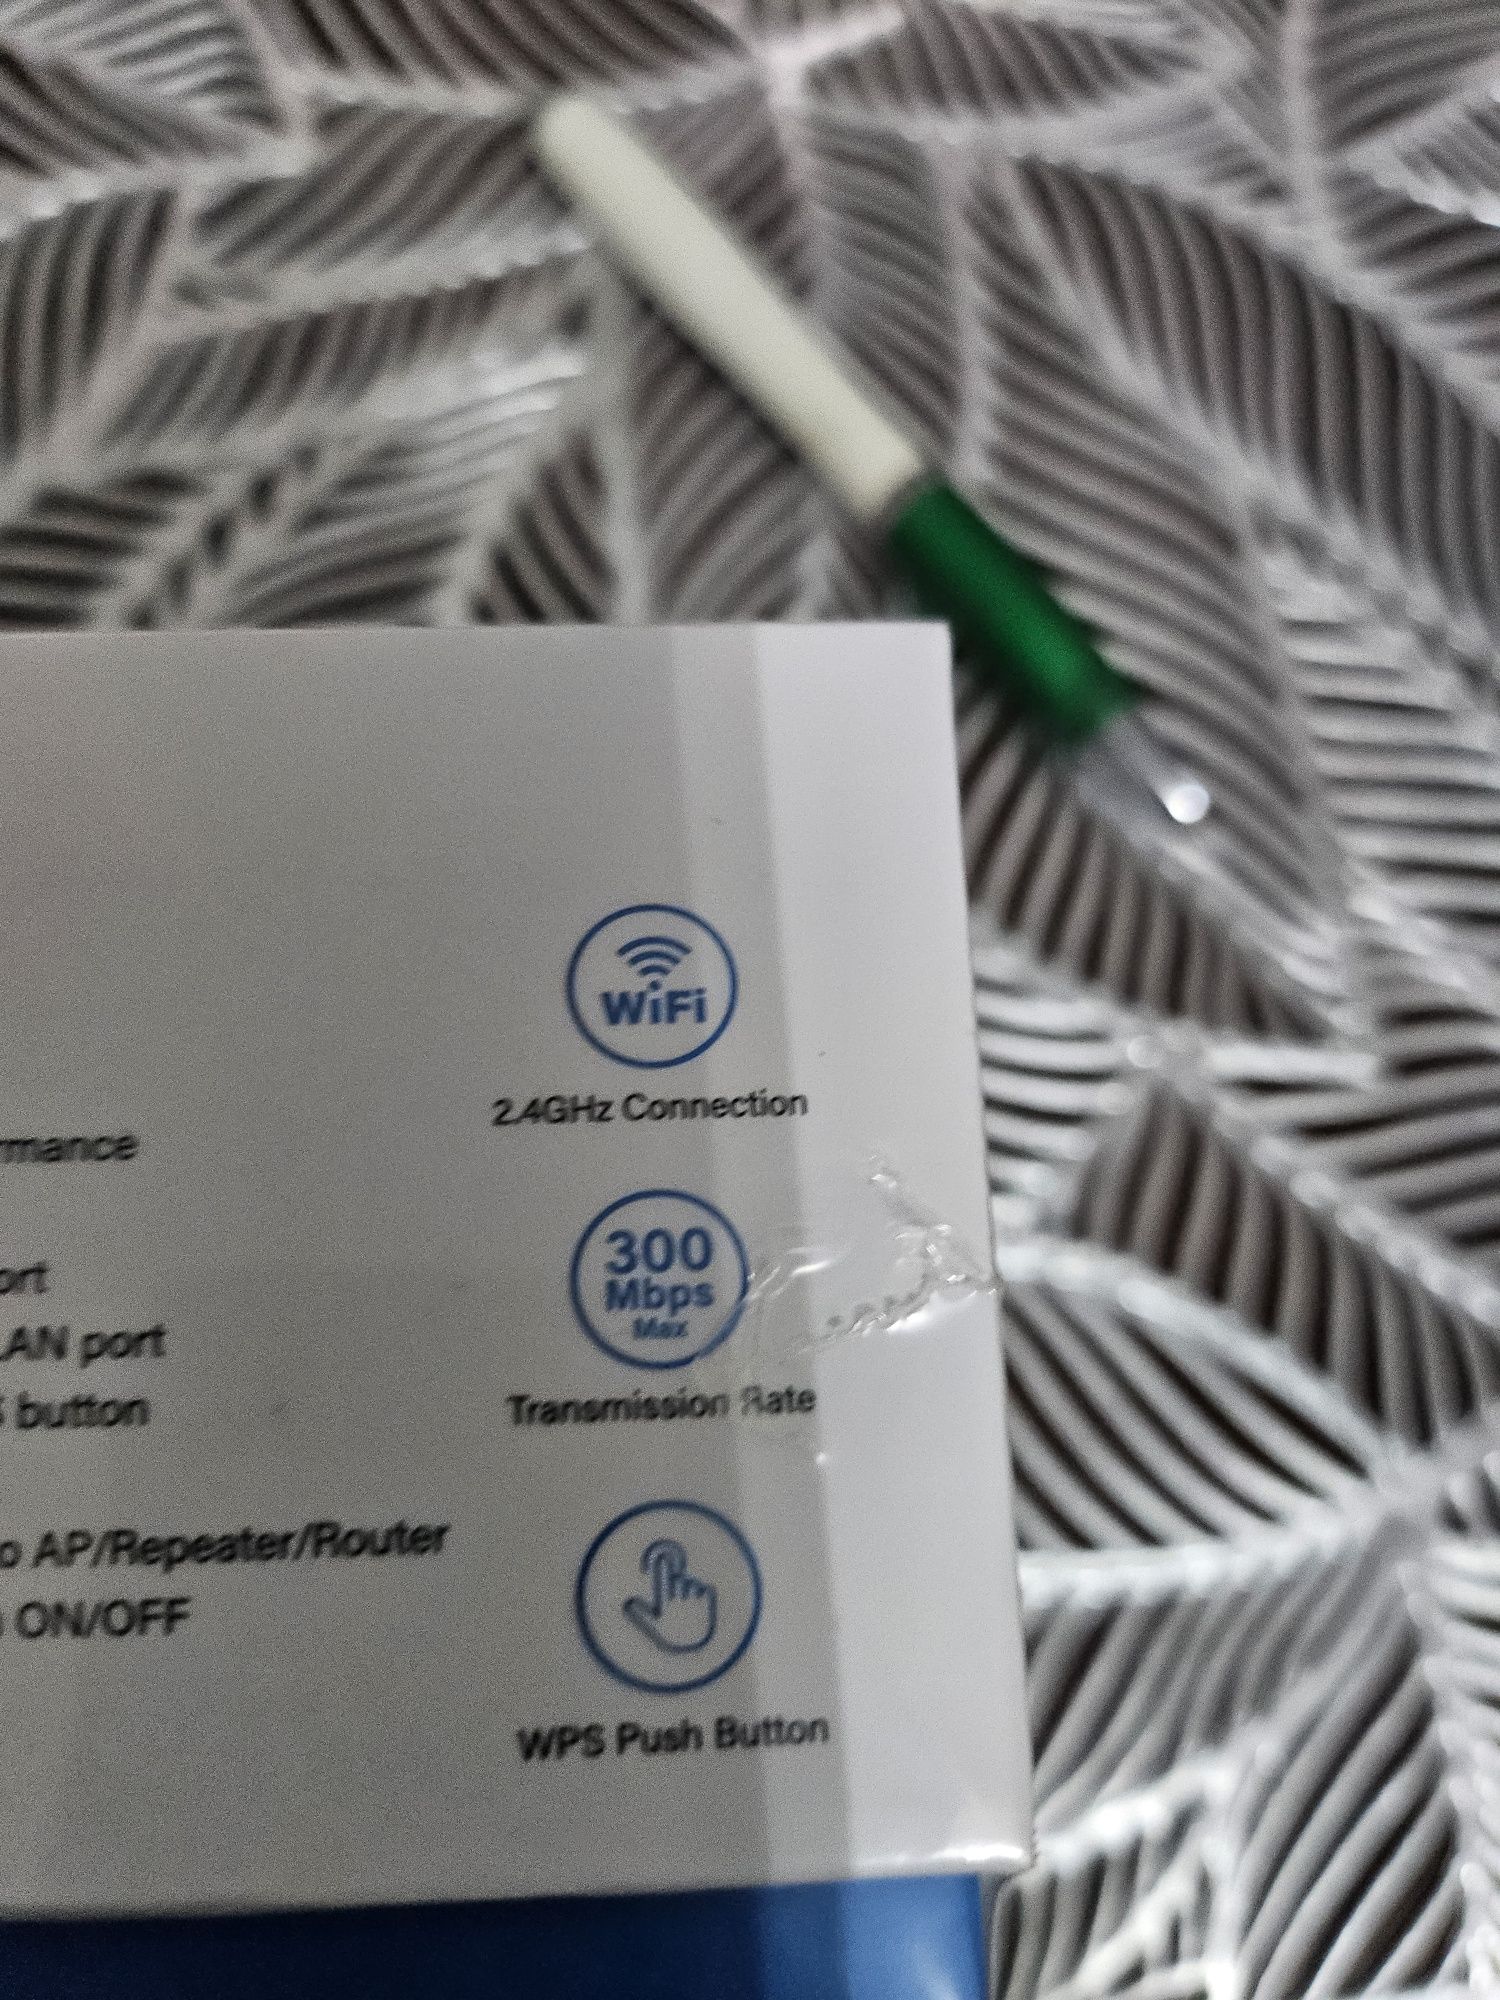 WiFi
2.4GHz Connection
rmance
300
Mbps
Max
ort
LAN port
Transmission Rate
S button
o AP/Repeater/Router
ON/OFF
WPS Push Button